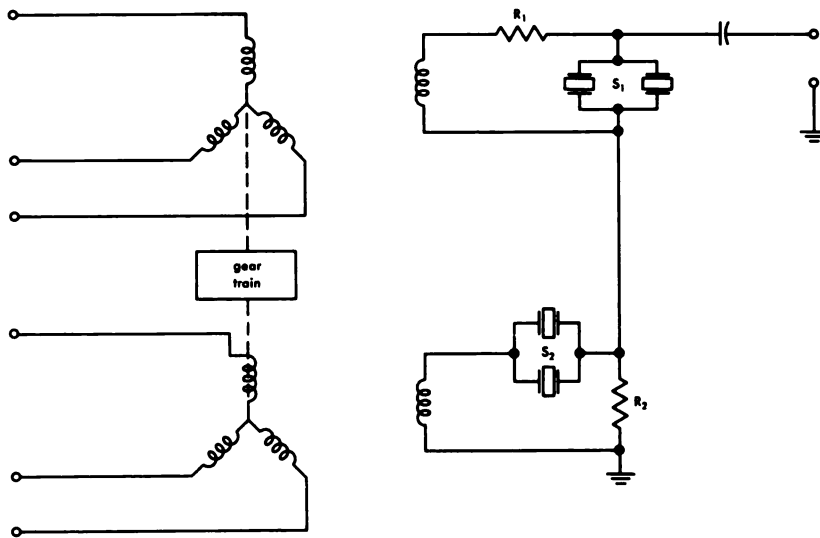 R₁
S₁
gear
train
S₂
R₂